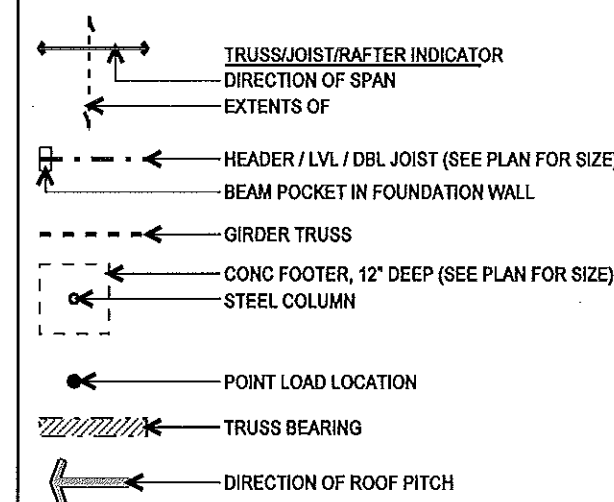 TRUSS/JOIST/RAFTER INDICATOR
DIRECTION OF SPAN
EXTENTS OF
HEADER / LVL / DBL JOIST (SEE PLAN FOR SIZE)
BEAM POCKET IN FOUNDATION WALL
GIRDER TRUSS
CONC FOOTER, 12" DEEP (SEE PLAN FOR SIZE)
STEEL COLUMN
POINT LOAD LOCATION
TRUSS BEARING
DIRECTION OF ROOF PITCH